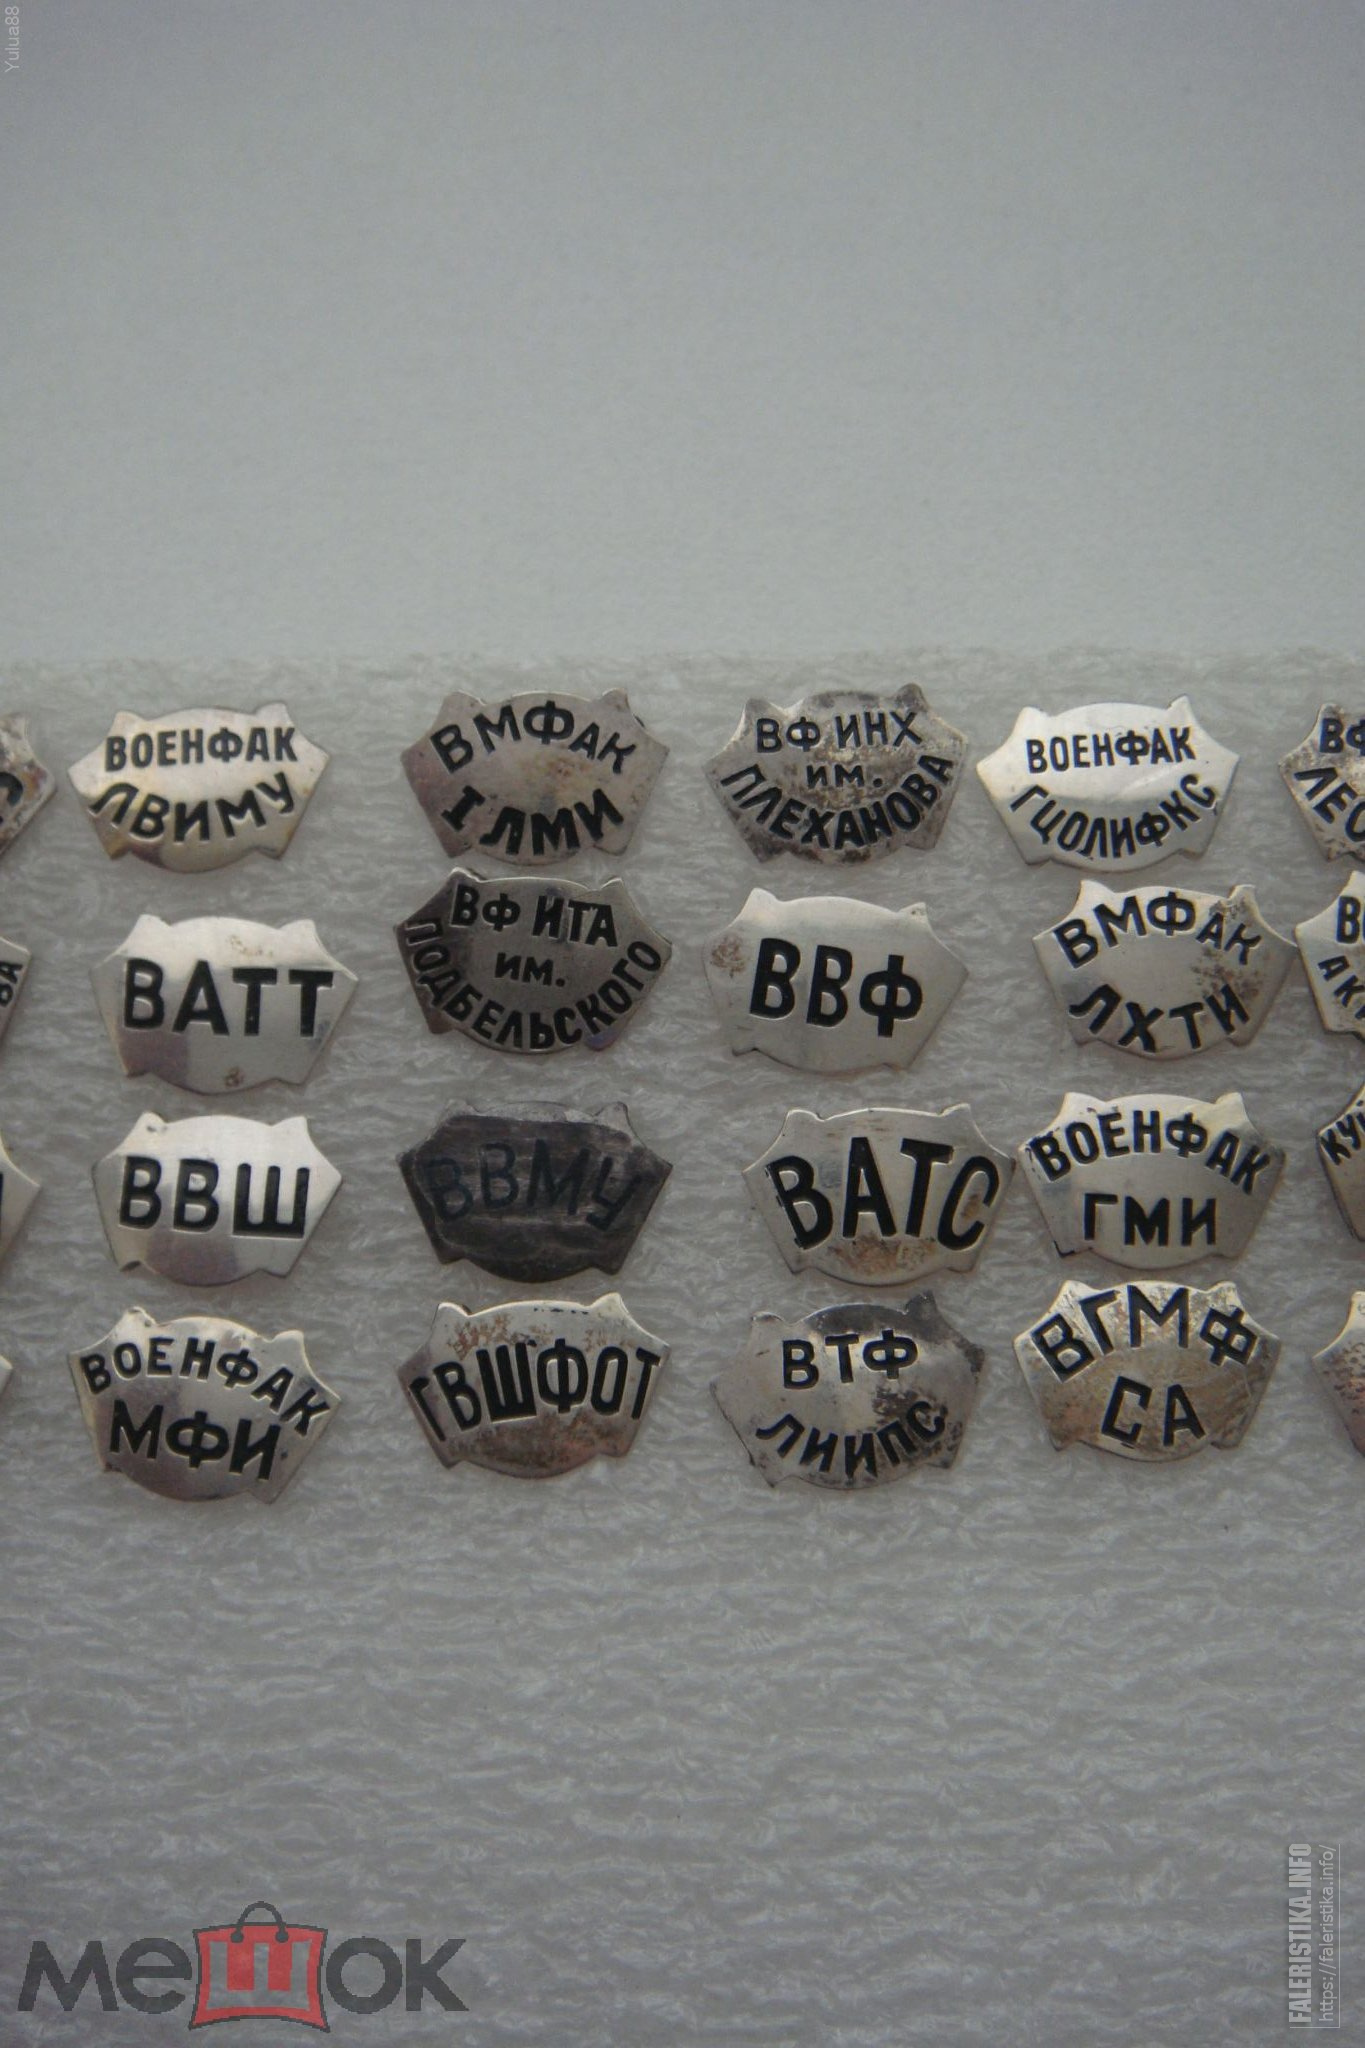 Yulua88
ВОЕНФАК
ЛВИМУ
ВМФАК
I ЛМИ
ВФ ИНХ
ИМ.
ПЛЕХАНОВА
ВОЕНФАК
ГЦОЛИФКС
ВАТТ
ВФ ИТА
ИМ.
ПОДБЕЛЬСКОГО
ВВФ
ВМФАК
ЛХТИ
ВВШ
ВВМУ
ВАТС
ВОЕНФАК
ГМИ
ВОЕНФАК
МФИ
ГВШФОТ
ВТФ
ЛИИПС
ВГМФ
СА
мешок
FALERISTIKA.INFO
https://faleristika.info/